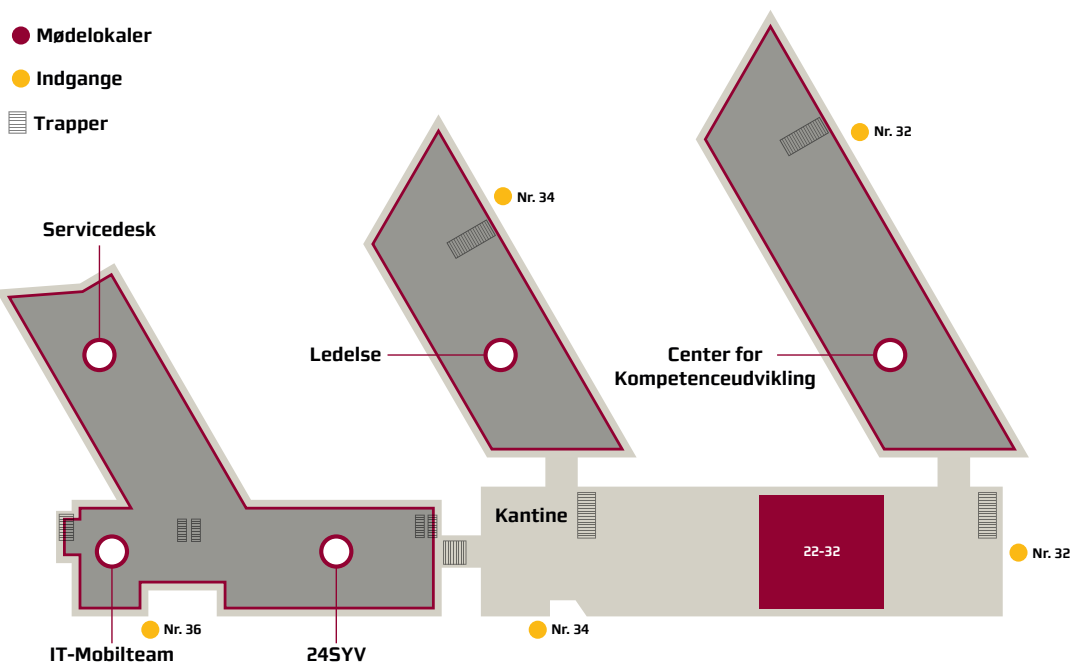 Mødelokaler
Indgange
Trapper
Nr. 32
Nr. 34
Servicedesk
Ledelse
Center for
Kompetenceudvikling
Kantine
22-32
Nr. 32
Nr. 36
Nr. 34
IT-Mobilteam
24SYV